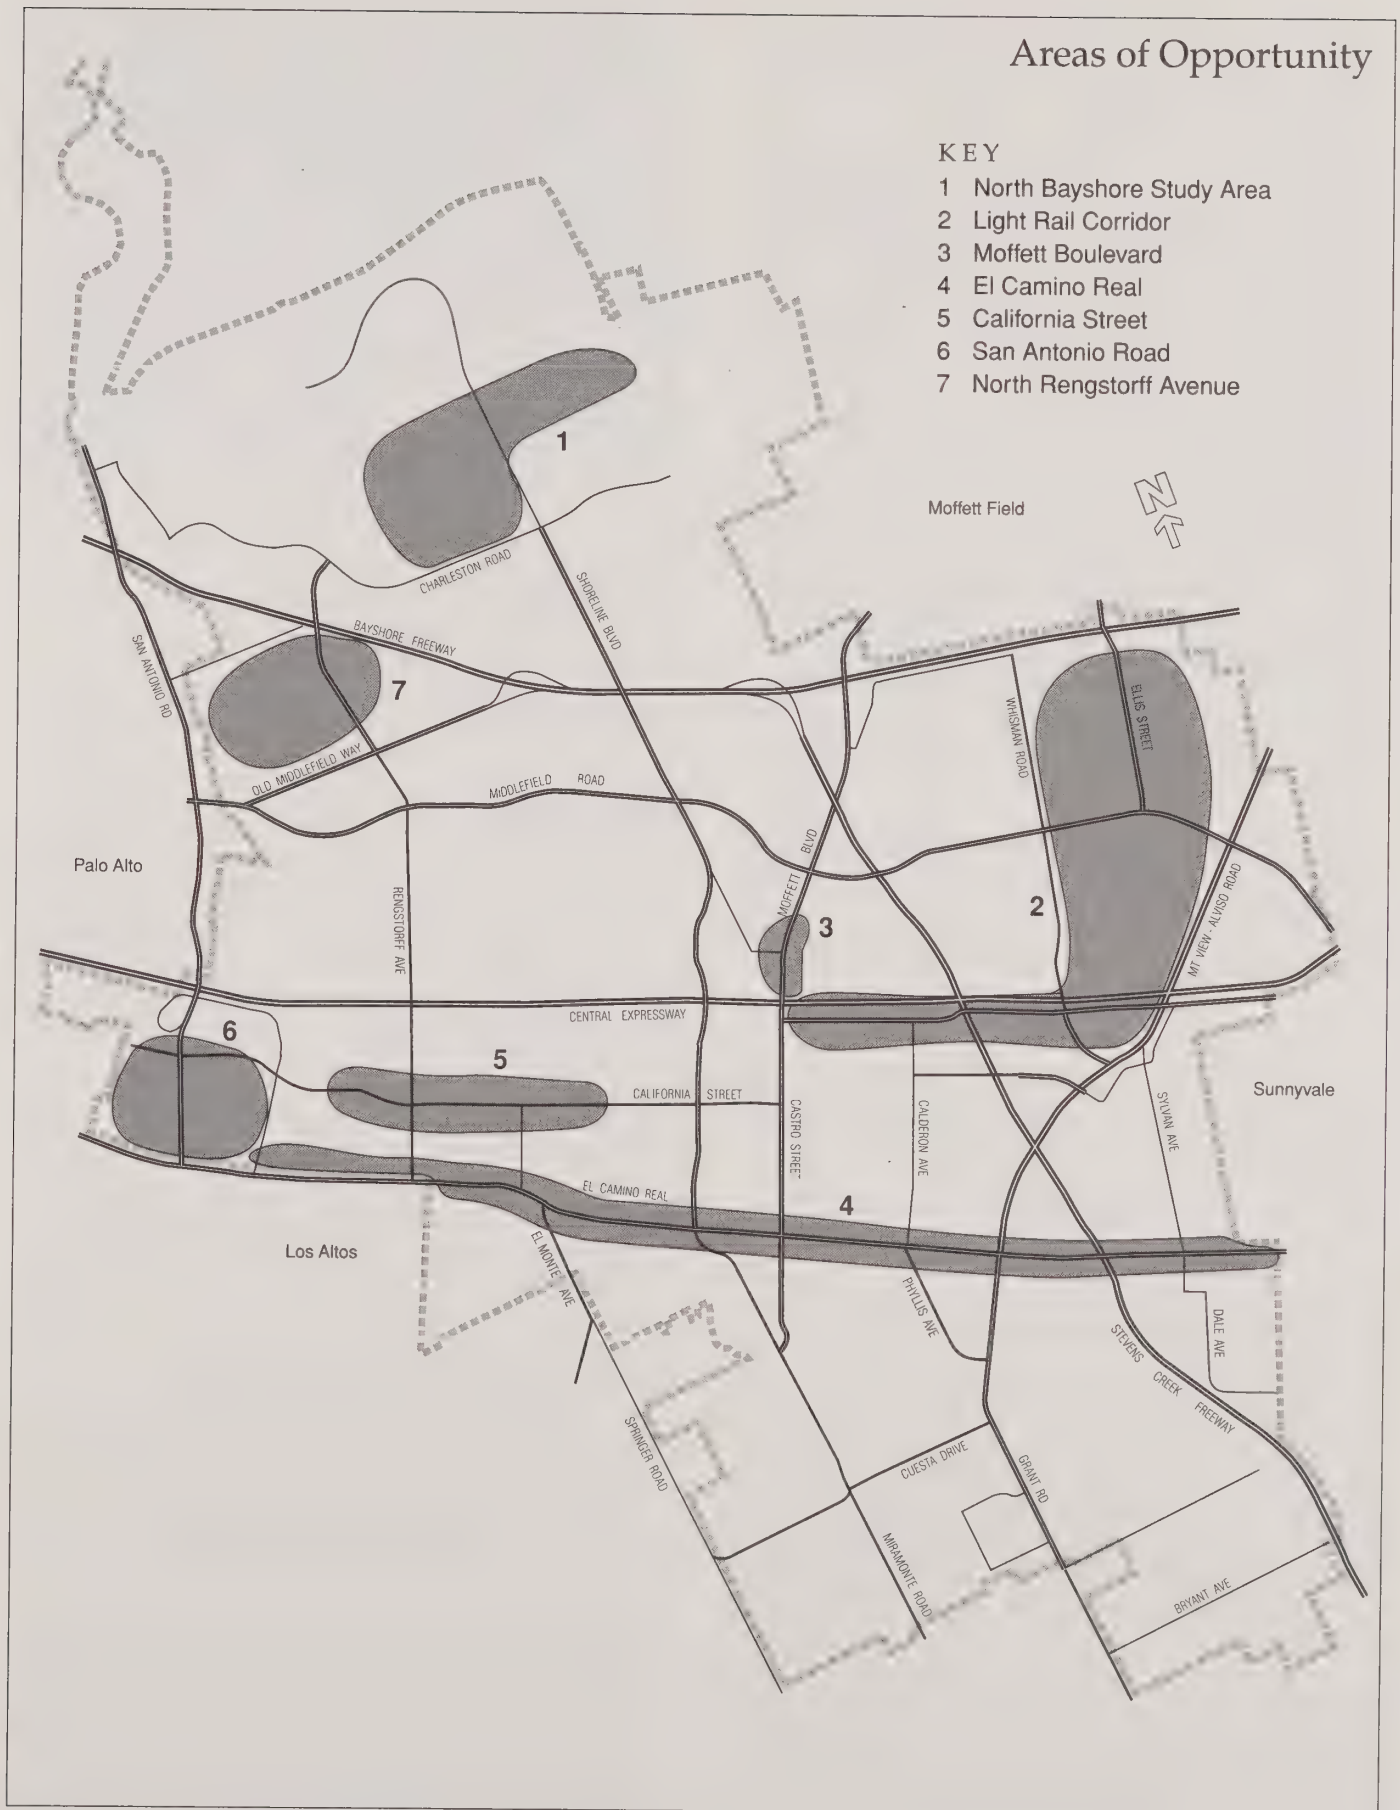 Areas of Opportunity
KEY
1 North Bayshore Study Area
2 Light Rail Corridor
3 Moffett Boulevard
4 El Camino Real
5 California Street
6 San Antonio Road
7 North Rengstorff Avenue
1
Moffett Field
N
CHARLESTON ROAD
SHORELINE BLVD
BAYSHORE FREEWAY
SAN ANTONIO RD
7
ELLIS STREET
WHISMAN ROAD
OLD MIDDLEFIELD WAY
MIDDLEFIELD ROAD
Palo Alto
MOFFETT BLVD
RENGSTORFF AVE
2
3
MT VIEW - ALVISO ROAD
CENTRAL EXPRESSWAY
6
5
CALIFORNIA STREET
Sunnyvale
CASTRO STREET
CALDERON AVE
SYLVAN AVE
EL CAMINO REAL
4
Los Altos
EL MONTE AVE
PHYLLIS AVE
DALE AVE
STEVENS CREEK FREEWAY
SPRINGER ROAD
CUESTA DRIVE
GRANT RD
MIRAMONTE ROAD
BRYANT AVE